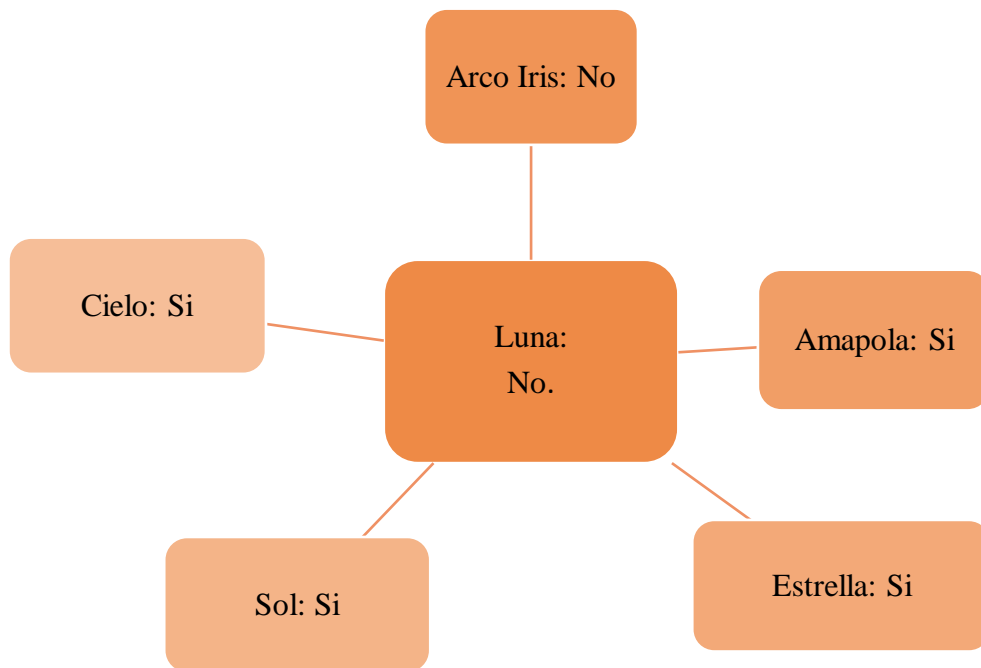 Arco Iris: No
Cielo: Si
Luna:
No.
Amapola: Si
Sol: Si
Estrella: Si